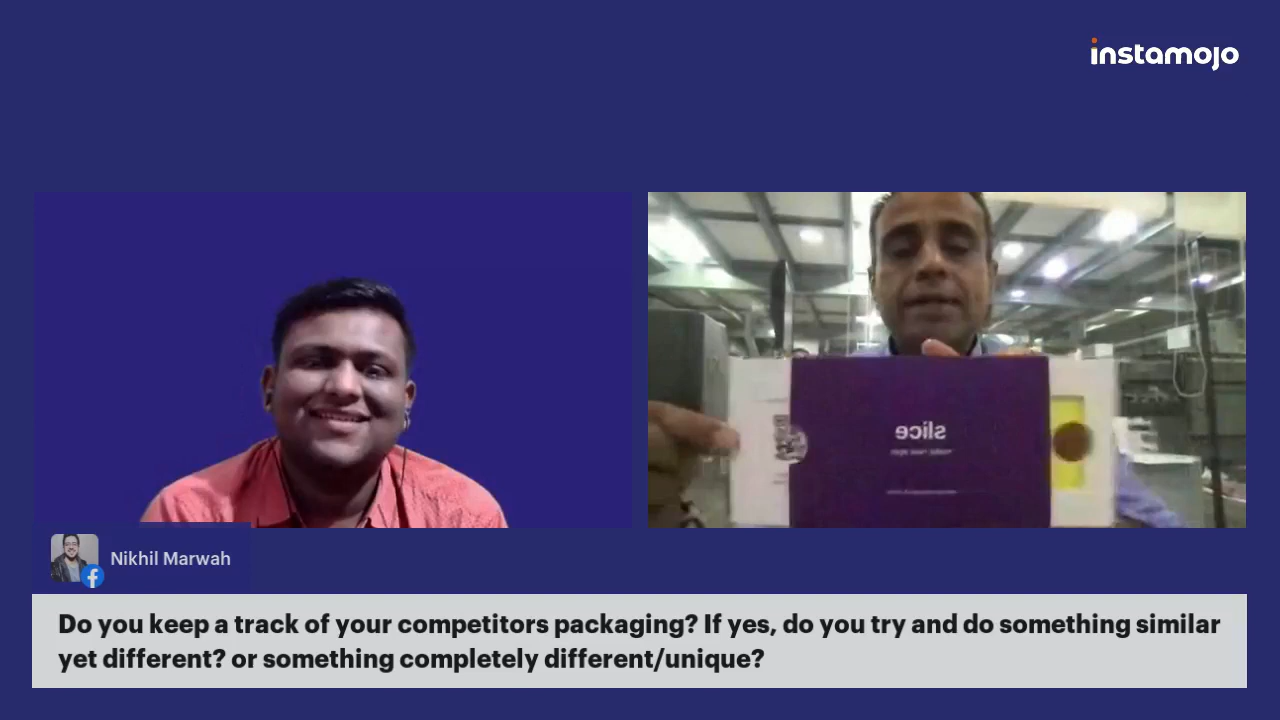 instamojo
slice
Nikhil Marwah
Do you keep a track of your competitors packaging? If yes, do you try and do something similar
yet different? or something completely different/unique?